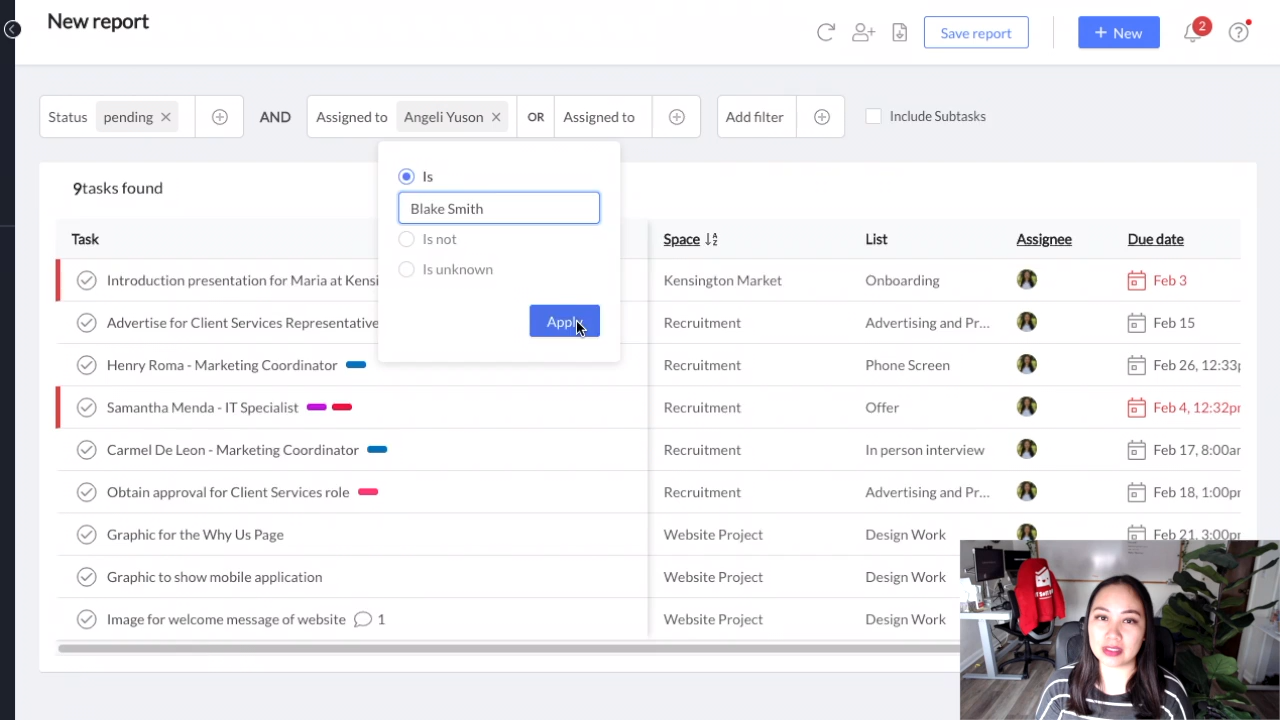 New report
Save report
+ New
2
Status pending × AND Assigned to Angeli Yuson × OR Assigned to Add filter Include Subtasks
Is
Blake Smith
Is not
Is unknown
Apply
9tasks found
Task Space List Assignee Due date
Introduction presentation for Maria at Kensi Kensington Market Onboarding Feb 3
Advertise for Client Services Representative Recruitment Advertising and Pr... Feb 15
Henry Roma - Marketing Coordinator Recruitment Phone Screen Feb 26, 12:33p
Samantha Menda - IT Specialist Recruitment Offer Feb 4, 12:32pr
Carmel De Leon - Marketing Coordinator Recruitment In person interview Feb 17, 8:00ar
Obtain approval for Client Services role Recruitment Advertising and Pr... Feb 18, 1:00pr
Graphic for the Why Us Page Website Project Design Work Feb 21, 3:00pr
Graphic to show mobile application Website Project Design Work
Image for welcome message of website 1 Website Project Design Work